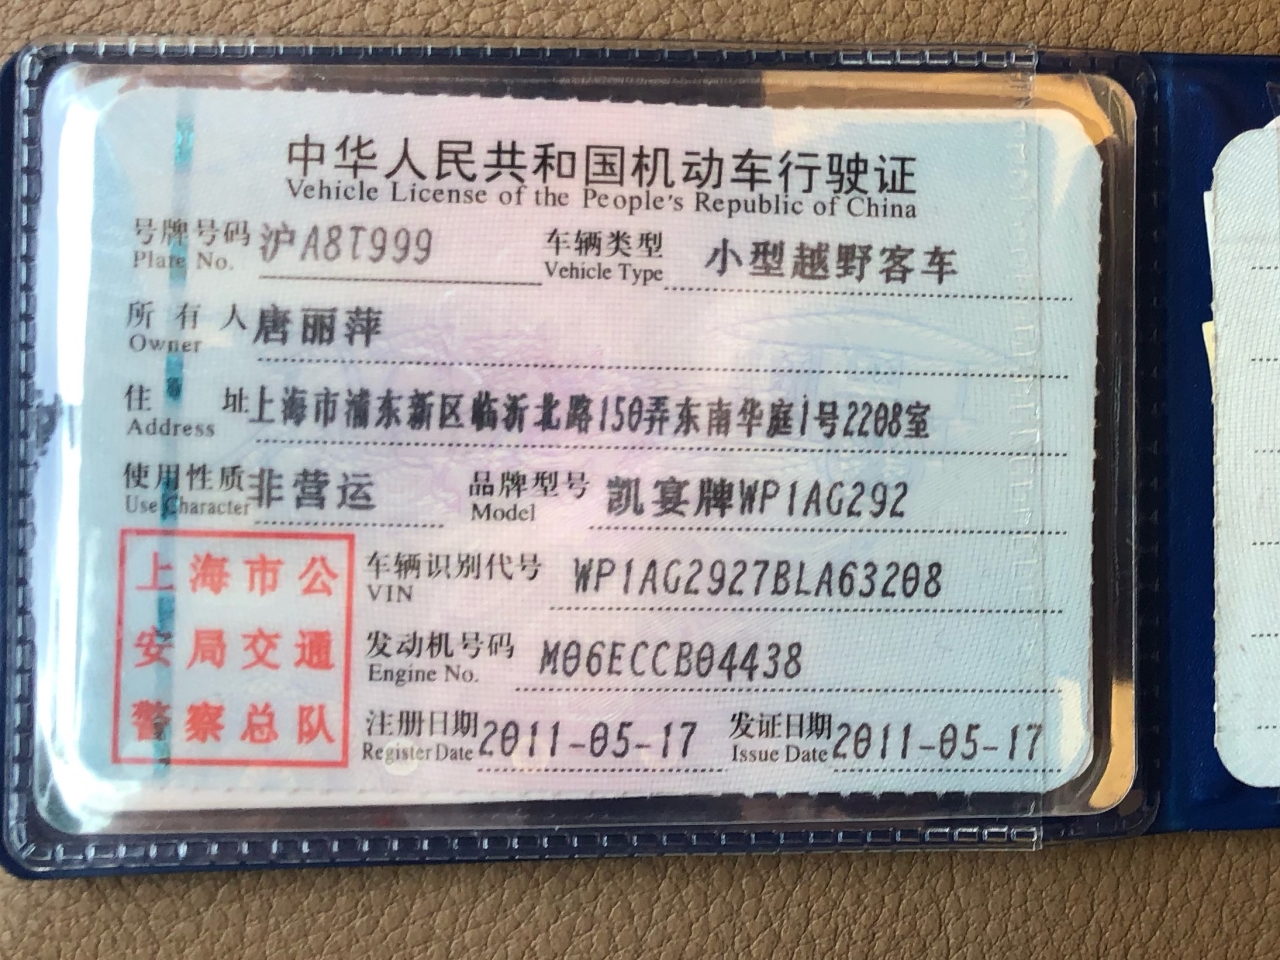 中华人民共和国机动车行驶证
Vehicle License of the People's Republic of China
号牌号码 沪A8T999 车辆类型 小型越野客车
Plate No. Vehicle Type
所有人 唐丽萍
Owner
住址 上海市浦东新区临沂北路150弄东南华庭1号2208室
Address
使用性质 非营运 品牌型号 凯宴牌WP1AG292
Use Character Model
车辆识别代号 WP1AG2927BLA63208
VIN
发动机号码 M06ECCB04438
Engine No.
注册日期 2011-05-17 发证日期 2011-05-17
Register Date Issue Date
上海市公
安局交通
警察总队